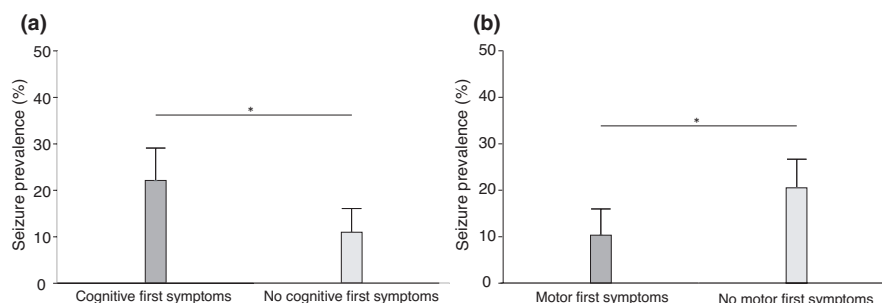 (a)
50
40
30
20
10
0
Seizure prevalence (%)
*
Cognitive first symptoms
No cognitive first symptoms
(b)
50
40
30
20
10
0
Seizure prevalence (%)
*
Motor first symptoms
No motor first symptoms